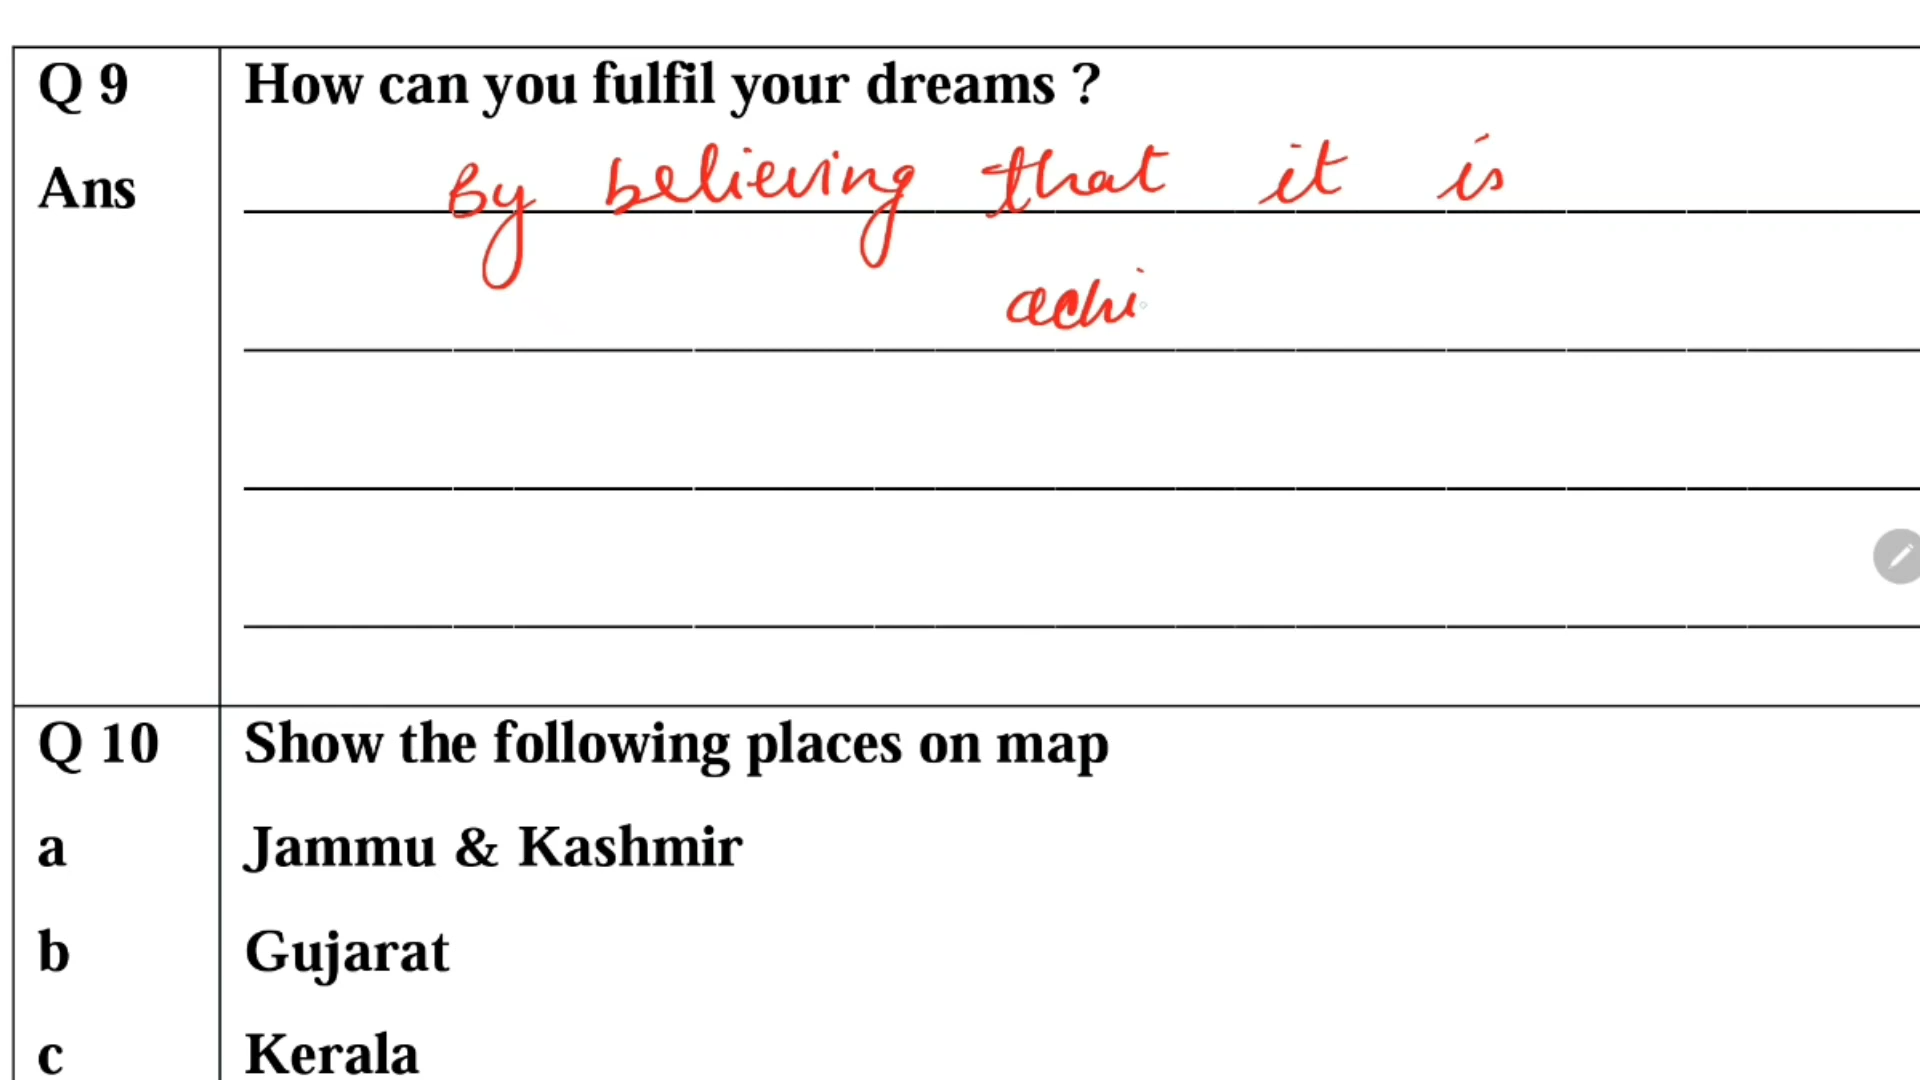 Q 9 How can you fulfil your dreams ?
Ans By believing that it is
achi
Q 10 Show the following places on map
a Jammu & Kashmir
b Gujarat
c Kerala